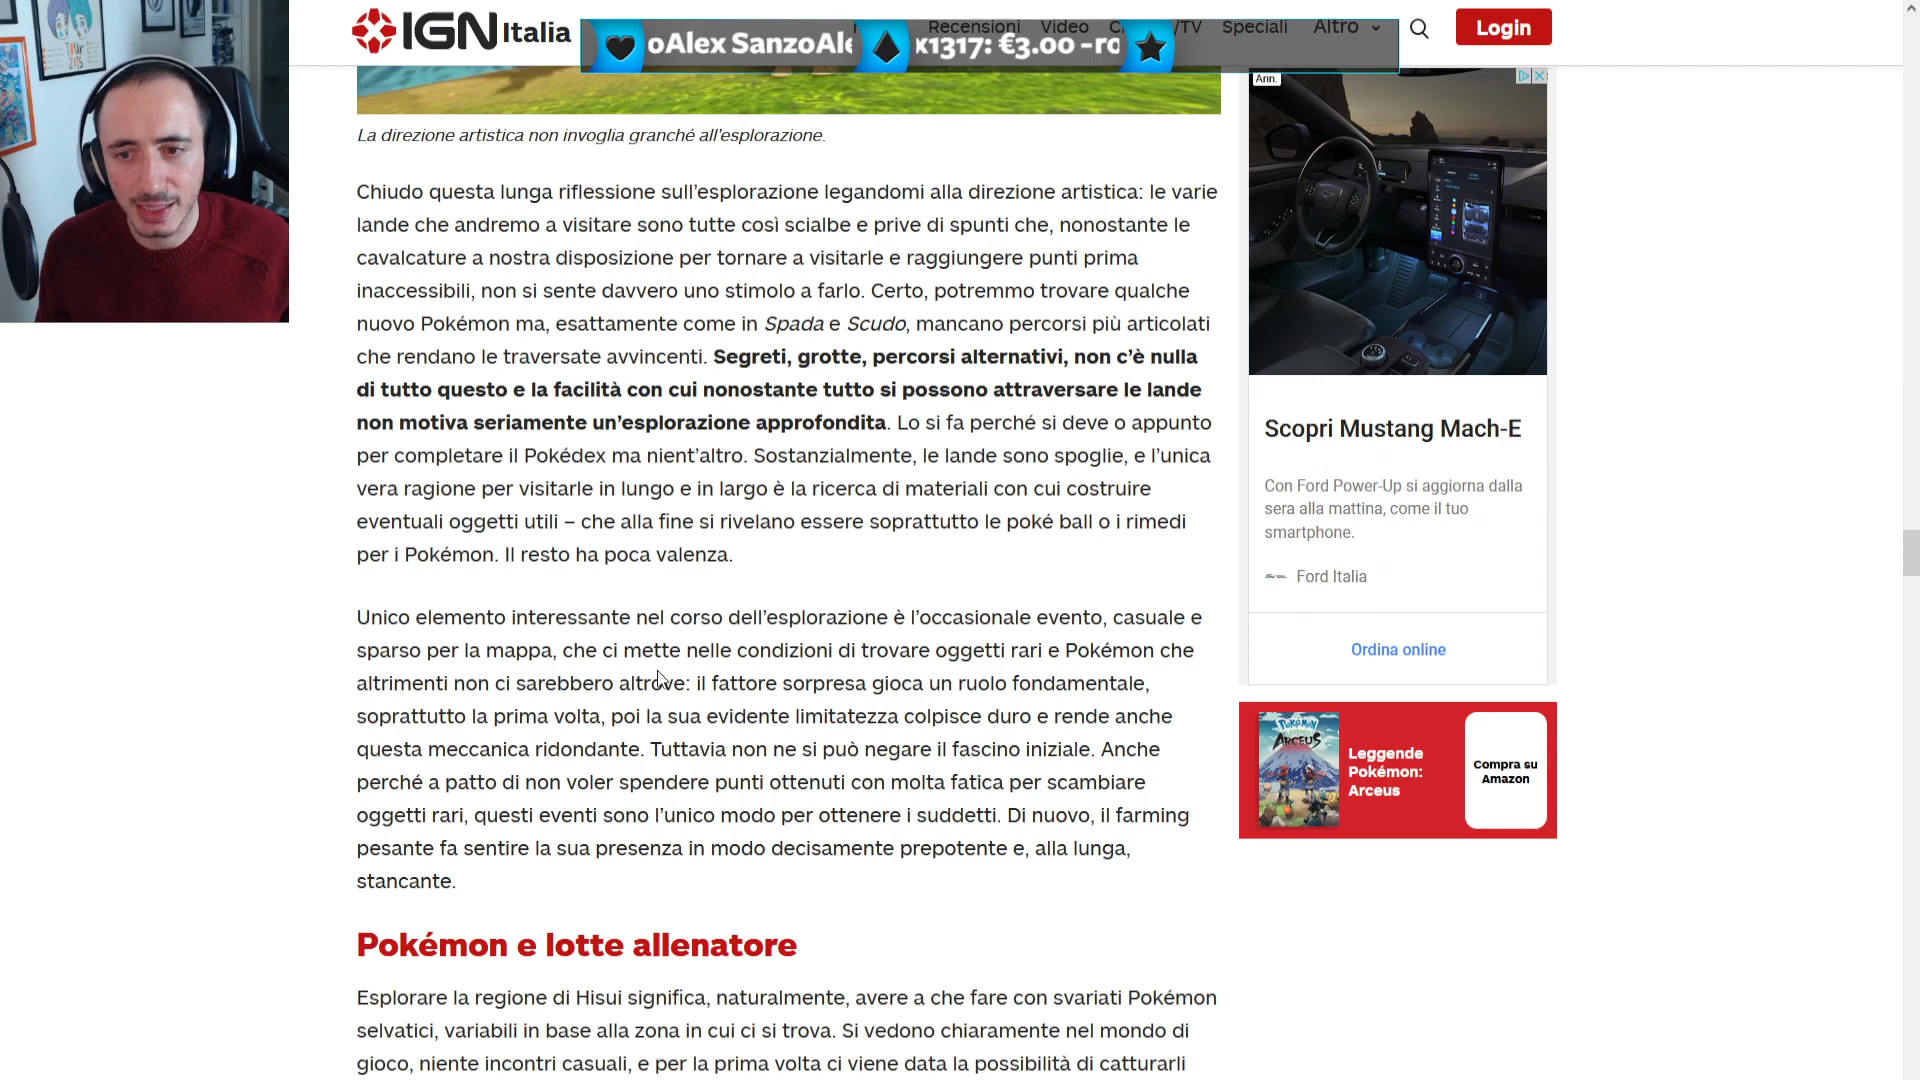 TOUR
2015
IGN Italia
Recensioni Video /TV Speciali Altro
Login
oAlex Sanzo
x1317: €3.00 -
La direzione artistica non invoglia granché all'esplorazione.
Chiudo questa lunga riflessione sull'esplorazione legandomi alla direzione artistica: le varie
lande che andremo a visitare sono tutte così scialbe e prive di spunti che, nonostante le
cavalcature a nostra disposizione per tornare a visitarle e raggiungere punti prima
inaccessibili, non si sente davvero uno stimolo a farlo. Certo, potremmo trovare qualche
nuovo Pokémon ma, esattamente come in Spada e Scudo, mancano percorsi più articolati
che rendano le traversate avvincenti. Segreti, grotte, percorsi alternativi, non c'è nulla
di tutto questo e la facilità con cui nonostante tutto si possono attraversare le lande
non motiva seriamente un'esplorazione approfondita. Lo si fa perché si deve o appunto
per completare il Pokédex ma nient'altro. Sostanzialmente, le lande sono spoglie, e l'unica
vera ragione per visitarle in lungo e in largo è la ricerca di materiali con cui costruire
eventuali oggetti utili – che alla fine si rivelano essere soprattutto le poké ball o i rimedi
per i Pokémon. Il resto ha poca valenza.
Unico elemento interessante nel corso dell'esplorazione è l'occasionale evento, casuale e
sparso per la mappa, che ci mette nelle condizioni di trovare oggetti rari e Pokémon che
altrimenti non ci sarebbero altrove: il fattore sorpresa gioca un ruolo fondamentale,
soprattutto la prima volta, poi la sua evidente limitatezza colpisce duro e rende anche
questa meccanica ridondante. Tuttavia non ne si può negare il fascino iniziale. Anche
perché a patto di non voler spendere punti ottenuti con molta fatica per scambiare
oggetti rari, questi eventi sono l'unico modo per ottenere i suddetti. Di nuovo, il farming
pesante fa sentire la sua presenza in modo decisamente prepotente e, alla lunga,
stancante.
Pokémon e lotte allenatore
Esplorare la regione di Hisui significa, naturalmente, avere a che fare con svariati Pokémon
selvatici, variabili in base alla zona in cui ci si trova. Si vedono chiaramente nel mondo di
gioco, niente incontri casuali, e per la prima volta ci viene data la possibilità di catturarli
Ann.
Scopri Mustang Mach-E
Con Ford Power-Up si aggiorna dalla
sera alla mattina, come il tuo
smartphone.
Ford Italia
Ordina online
POKÉMON
LEGENDS
ARCEUS
Leggende
Pokémon:
Arceus
Compra su
Amazon